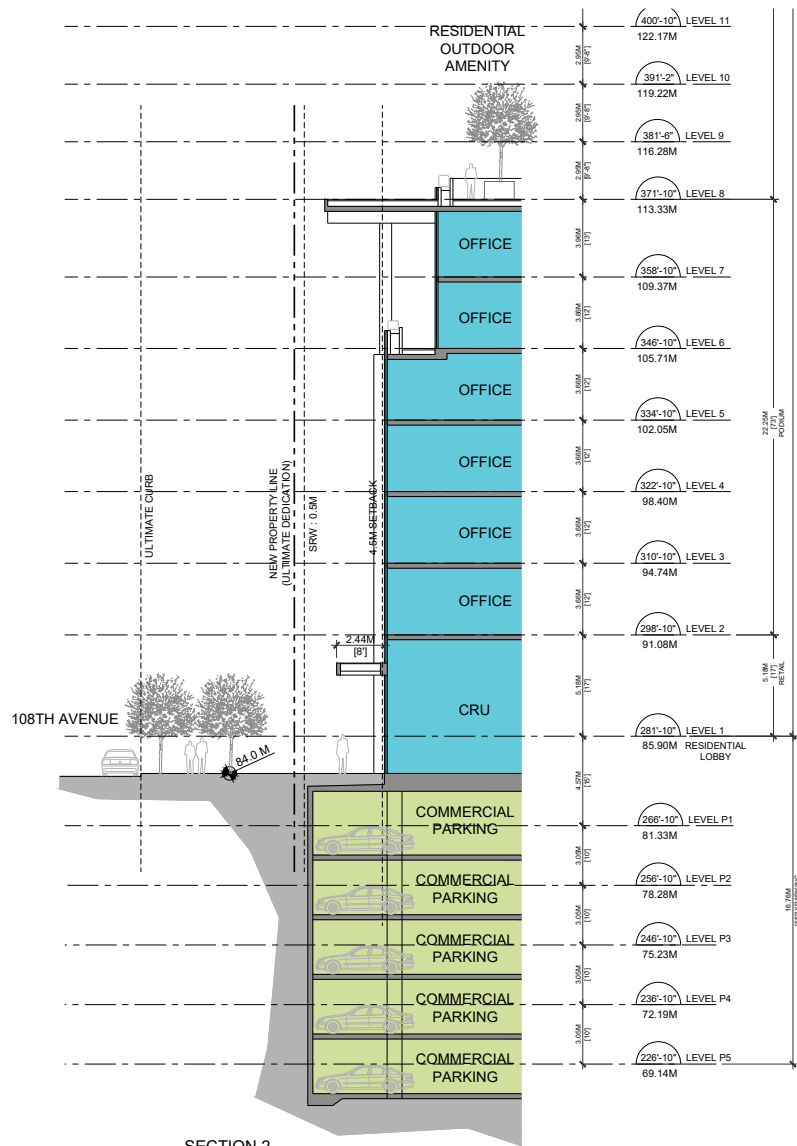 400'-10" LEVEL 11
122.17M
RESIDENTIAL
OUTDOOR
AMENITY
2.95M
[9'-8"]
391'-2" LEVEL 10
119.22M
2.95M
[9'-8"]
381'-6" LEVEL 9
116.28M
2.95M
[9'-8"]
371'-10" LEVEL 8
113.33M
OFFICE
3.96M
[13']
358'-10" LEVEL 7
109.37M
OFFICE
3.66M
[12']
346'-10" LEVEL 6
105.71M
OFFICE
3.66M
[12']
334'-10" LEVEL 5
102.05M
22.25M
[73']
PODIUM
OFFICE
3.66M
[12']
322'-10" LEVEL 4
98.40M
ULTIMATE CURB
NEW PROPERTY LINE
(ULTIMATE DEDICATION)
SRW : 0.5M
4.5M SETBACK
OFFICE
3.66M
[12']
310'-10" LEVEL 3
94.74M
OFFICE
3.66M
[12']
298'-10" LEVEL 2
91.08M
2.44M
[8']
5.18M
[17']
5.18M
[17']
RETAIL
CRU
108TH AVENUE
281'-10" LEVEL 1
85.90M RESIDENTIAL
LOBBY
84.0 M
4.57M
[15']
COMMERCIAL
PARKING
266'-10" LEVEL P1
81.33M
3.05M
[10']
COMMERCIAL
PARKING
256'-10" LEVEL P2
78.28M
16.76M
3.05M
[10']
COMMERCIAL
PARKING
246'-10" LEVEL P3
75.23M
3.05M
[10']
COMMERCIAL
PARKING
236'-10" LEVEL P4
72.19M
3.05M
[10']
COMMERCIAL
PARKING
226'-10" LEVEL P5
69.14M
SECTION 2